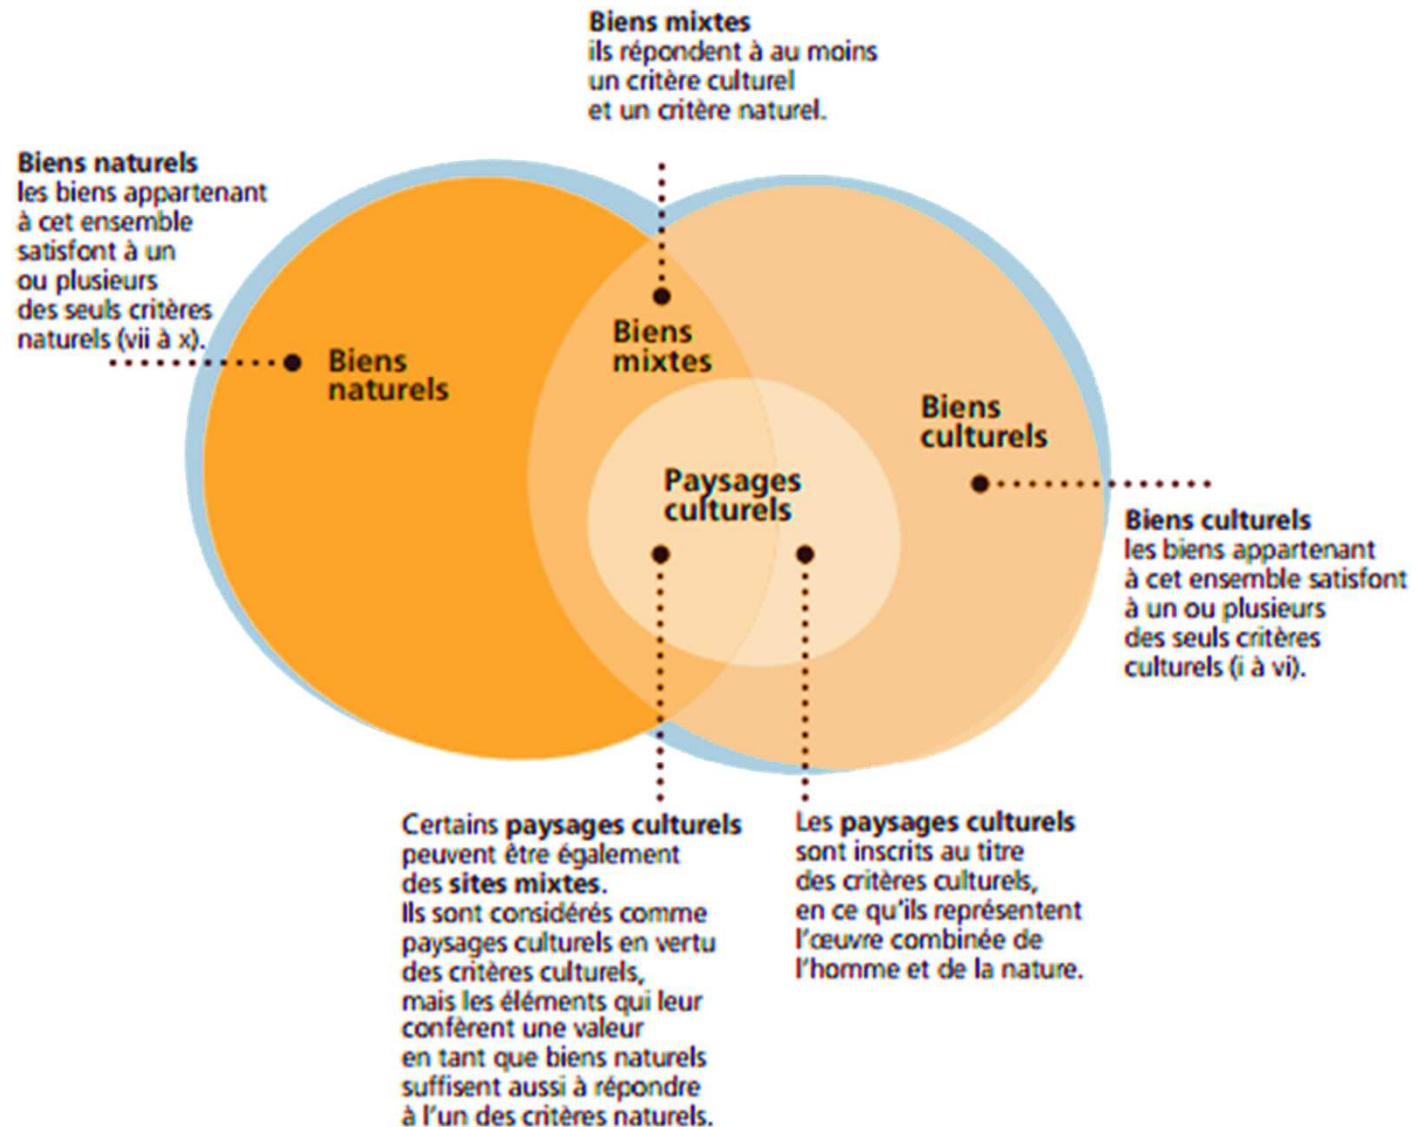 Biens mixtes
ils répondent à au moins
un critère culturel
et un critère naturel.
Biens naturels
les biens appartenant
à cet ensemble
satisfont à un
ou plusieurs
des seuls critères
naturels (vii à x).
Biens
naturels
Biens
mixtes
Biens
culturels
Paysages
culturels
Biens culturels
les biens appartenant
à cet ensemble satisfont
à un ou plusieurs
des seuls critères
culturels (i à vi).
Certains paysages culturels
peuvent être également
des sites mixtes.
Ils sont considérés comme
paysages culturels en vertu
des critères culturels,
mais les éléments qui leur
confèrent une valeur
en tant que biens naturels
suffisent aussi à répondre
à l'un des critères naturels.
Les paysages culturels
sont inscrits au titre
des critères culturels,
en ce qu'ils représentent
l'œuvre combinée de
l'homme et de la nature.